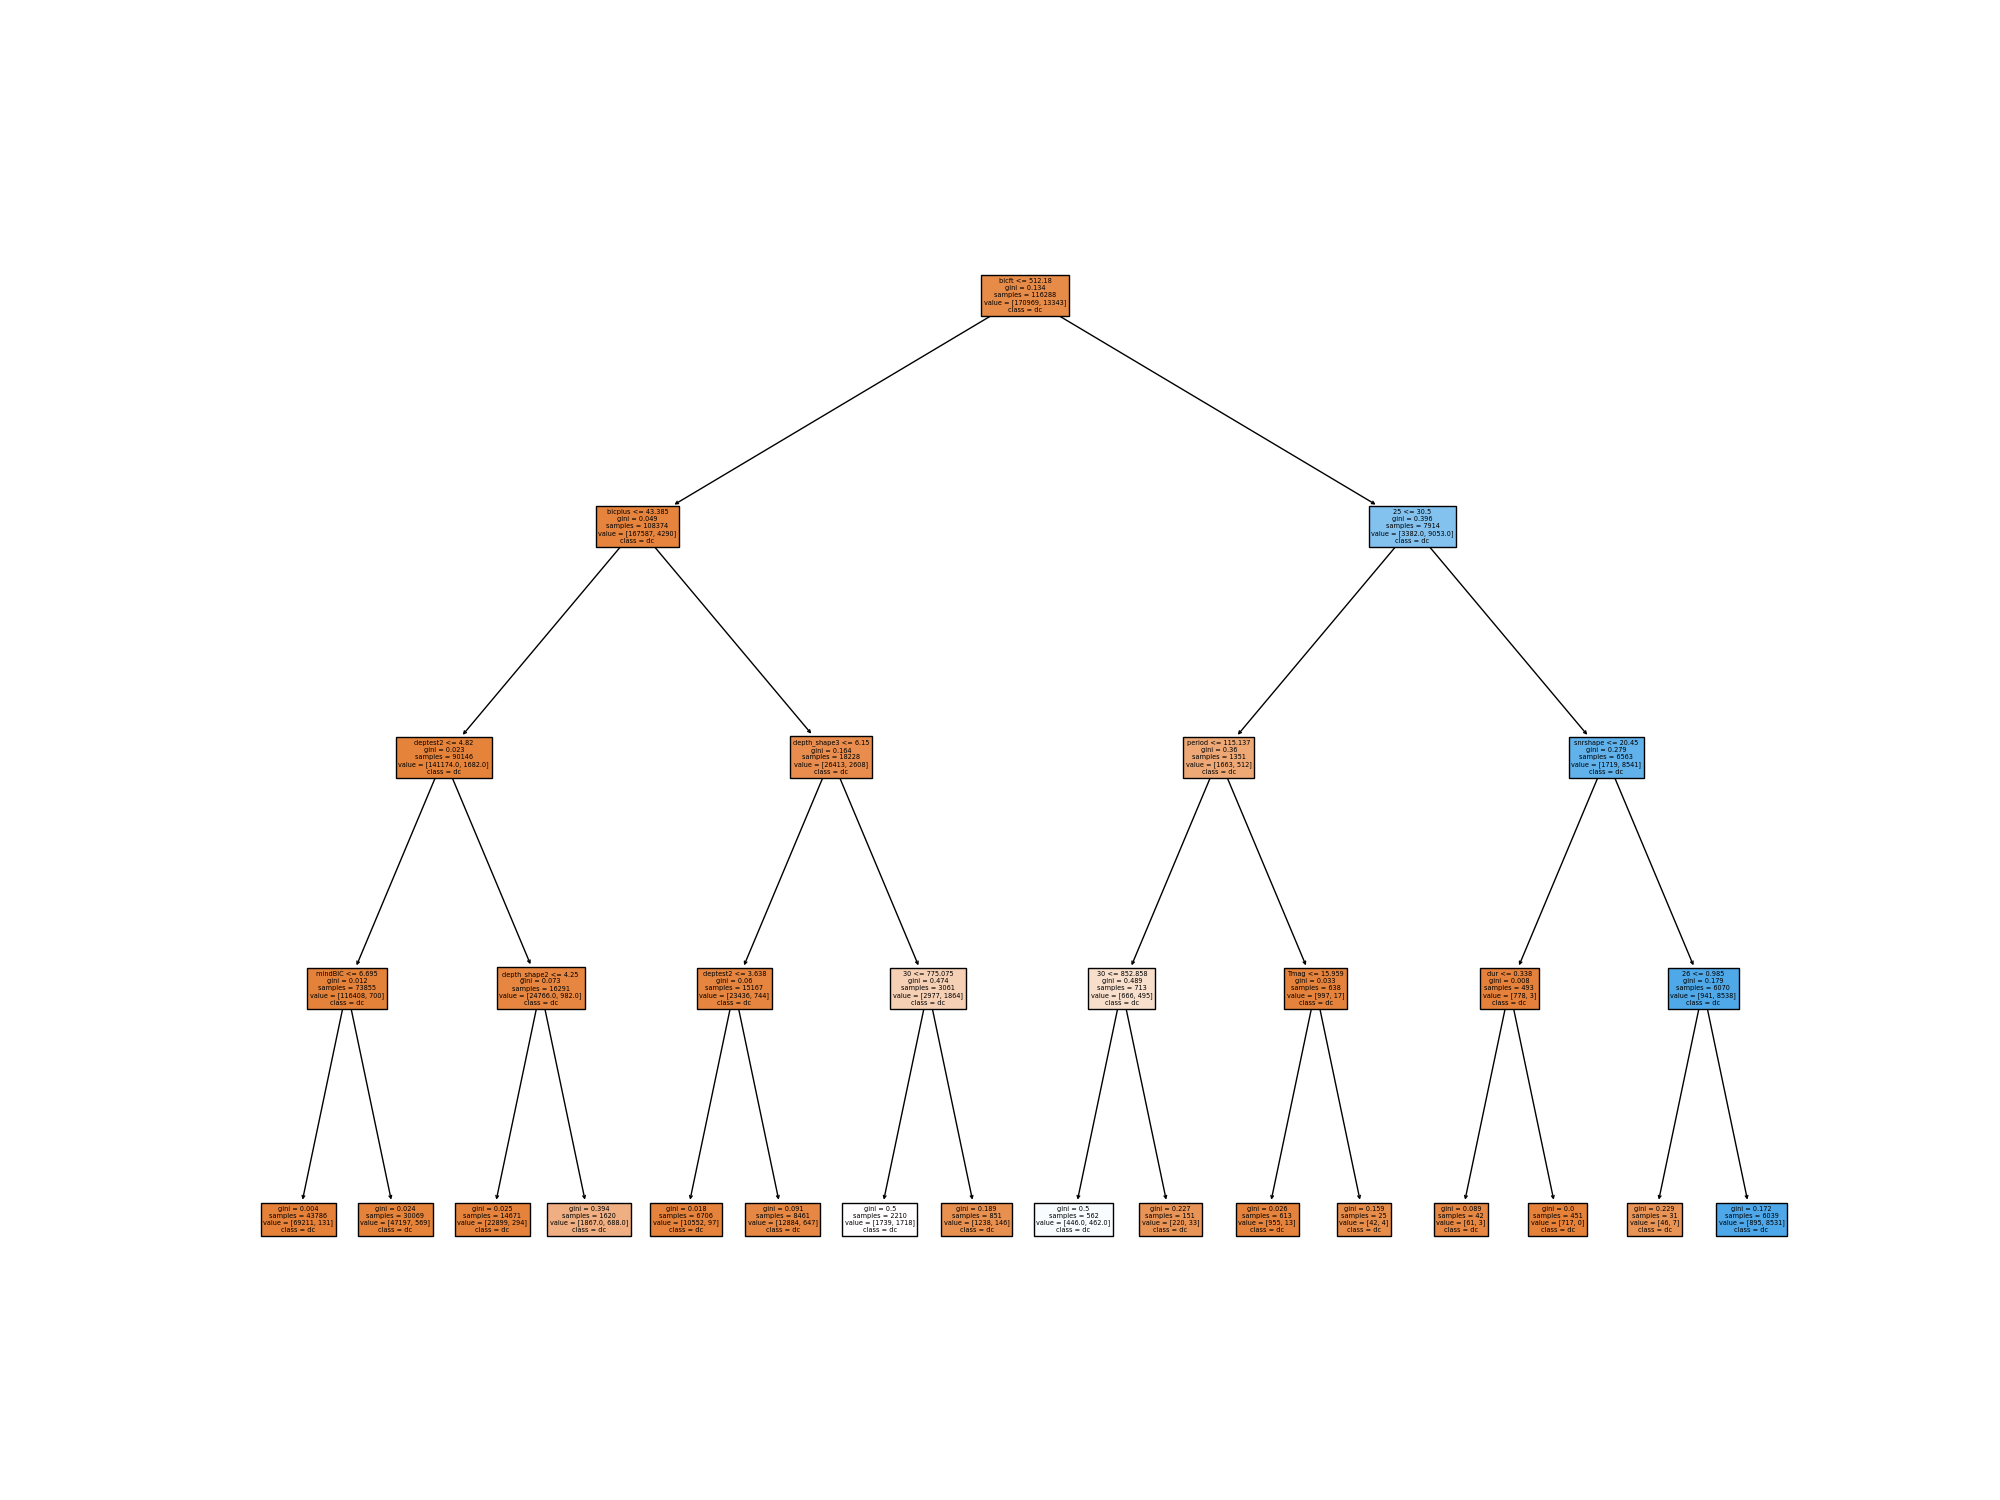 bicft <= 512.18
gini = 0.134
samples = 116288
value = [170969, 13343]
class = dc
bicplus <= 43.385
gini = 0.049
samples = 108374
value = [167587, 4290]
class = dc
25 <= 30.5
gini = 0.396
samples = 7914
value = [3382.0, 9053.0]
class = dc
deptest2 <= 4.82
gini = 0.023
samples = 90146
value = [141174.0, 1682.0]
class = dc
depth_shape3 <= 6.15
gini = 0.164
samples = 18228
value = [26413, 2608]
class = dc
period <= 115.137
gini = 0.36
samples = 1351
value = [1663, 512]
class = dc
snrshape <= 20.45
gini = 0.279
samples = 6563
value = [1719, 8541]
class = dc
mindBIC <= 6.695
gini = 0.012
samples = 73855
value = [116408, 700]
class = dc
depth_shape2 <= 4.25
gini = 0.073
samples = 16291
value = [24766.0, 982.0]
class = dc
deptest2 <= 3.638
gini = 0.06
samples = 15167
value = [23436, 744]
class = dc
30 <= 775.075
gini = 0.474
samples = 3061
value = [2977, 1864]
class = dc
30 <= 852.858
gini = 0.489
samples = 713
value = [666, 495]
class = dc
Tmag <= 15.959
gini = 0.033
samples = 638
value = [997, 17]
class = dc
dur <= 0.338
gini = 0.008
samples = 493
value = [778, 3]
class = dc
26 <= 0.985
gini = 0.179
samples = 6070
value = [941, 8538]
class = dc
gini = 0.004
samples = 43786
value = [69211, 131]
class = dc
gini = 0.024
samples = 30069
value = [47197, 569]
class = dc
gini = 0.025
samples = 14671
value = [22899, 294]
class = dc
gini = 0.394
samples = 1620
value = [1867.0, 688.0]
class = dc
gini = 0.018
samples = 6706
value = [10552, 97]
class = dc
gini = 0.091
samples = 8461
value = [12884, 647]
class = dc
gini = 0.5
samples = 2210
value = [1739, 1718]
class = dc
gini = 0.189
samples = 851
value = [1238, 146]
class = dc
gini = 0.5
samples = 562
value = [446.0, 462.0]
class = dc
gini = 0.227
samples = 151
value = [220, 33]
class = dc
gini = 0.026
samples = 613
value = [955, 13]
class = dc
gini = 0.159
samples = 25
value = [42, 4]
class = dc
gini = 0.089
samples = 42
value = [61, 3]
class = dc
gini = 0.0
samples = 451
value = [717, 0]
class = dc
gini = 0.229
samples = 31
value = [46, 7]
class = dc
gini = 0.172
samples = 6039
value = [895, 8531]
class = dc